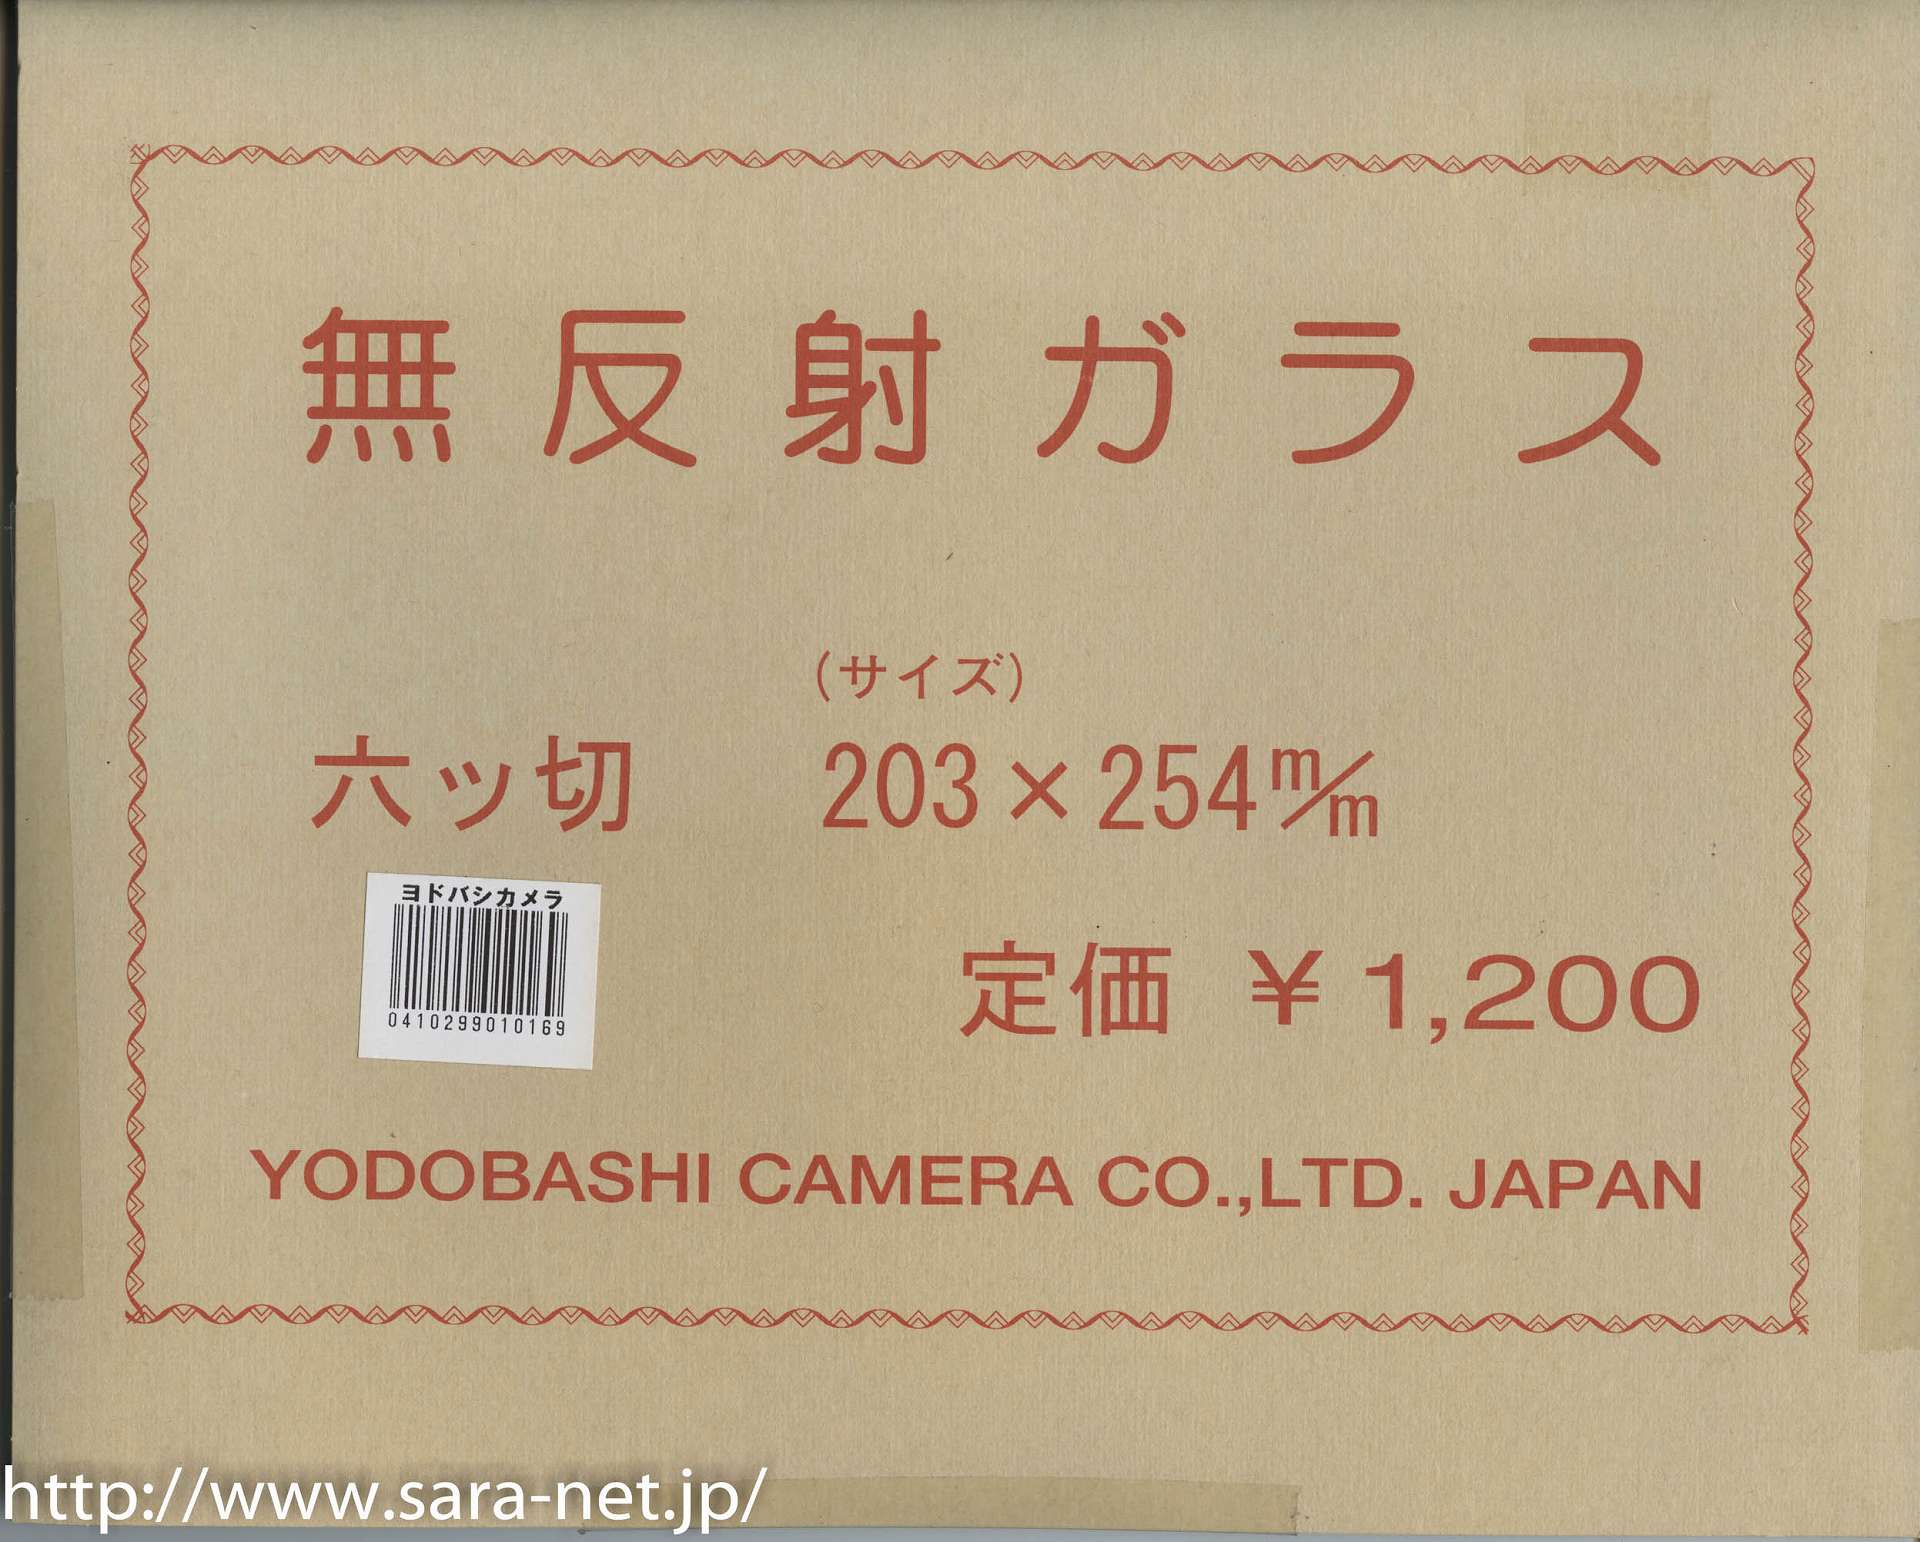 無反射ガラス
(サイズ)
六ッ切 203×254m/m
ヨドバシカメラ
0410299010169
定価 ¥1,200
YODOBASHI CAMERA CO.,LTD. JAPAN
http://www.sara-net.jp/